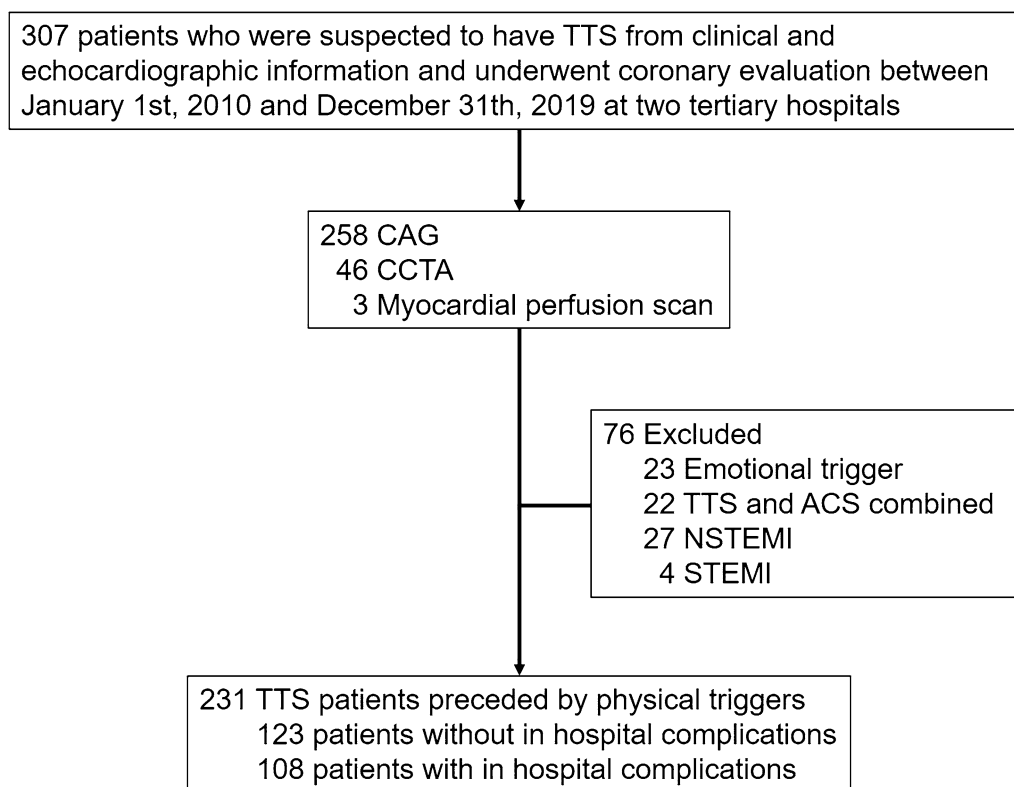 307 patients who were suspected to have TTS from clinical and
echocardiographic information and underwent coronary evaluation between
January 1st, 2010 and December 31th, 2019 at two tertiary hospitals
258 CAG
46 CCTA
3 Myocardial perfusion scan
76 Excluded
23 Emotional trigger
22 TTS and ACS combined
27 NSTEMI
4 STEMI
231 TTS patients preceded by physical triggers
123 patients without in hospital complications
108 patients with in hospital complications